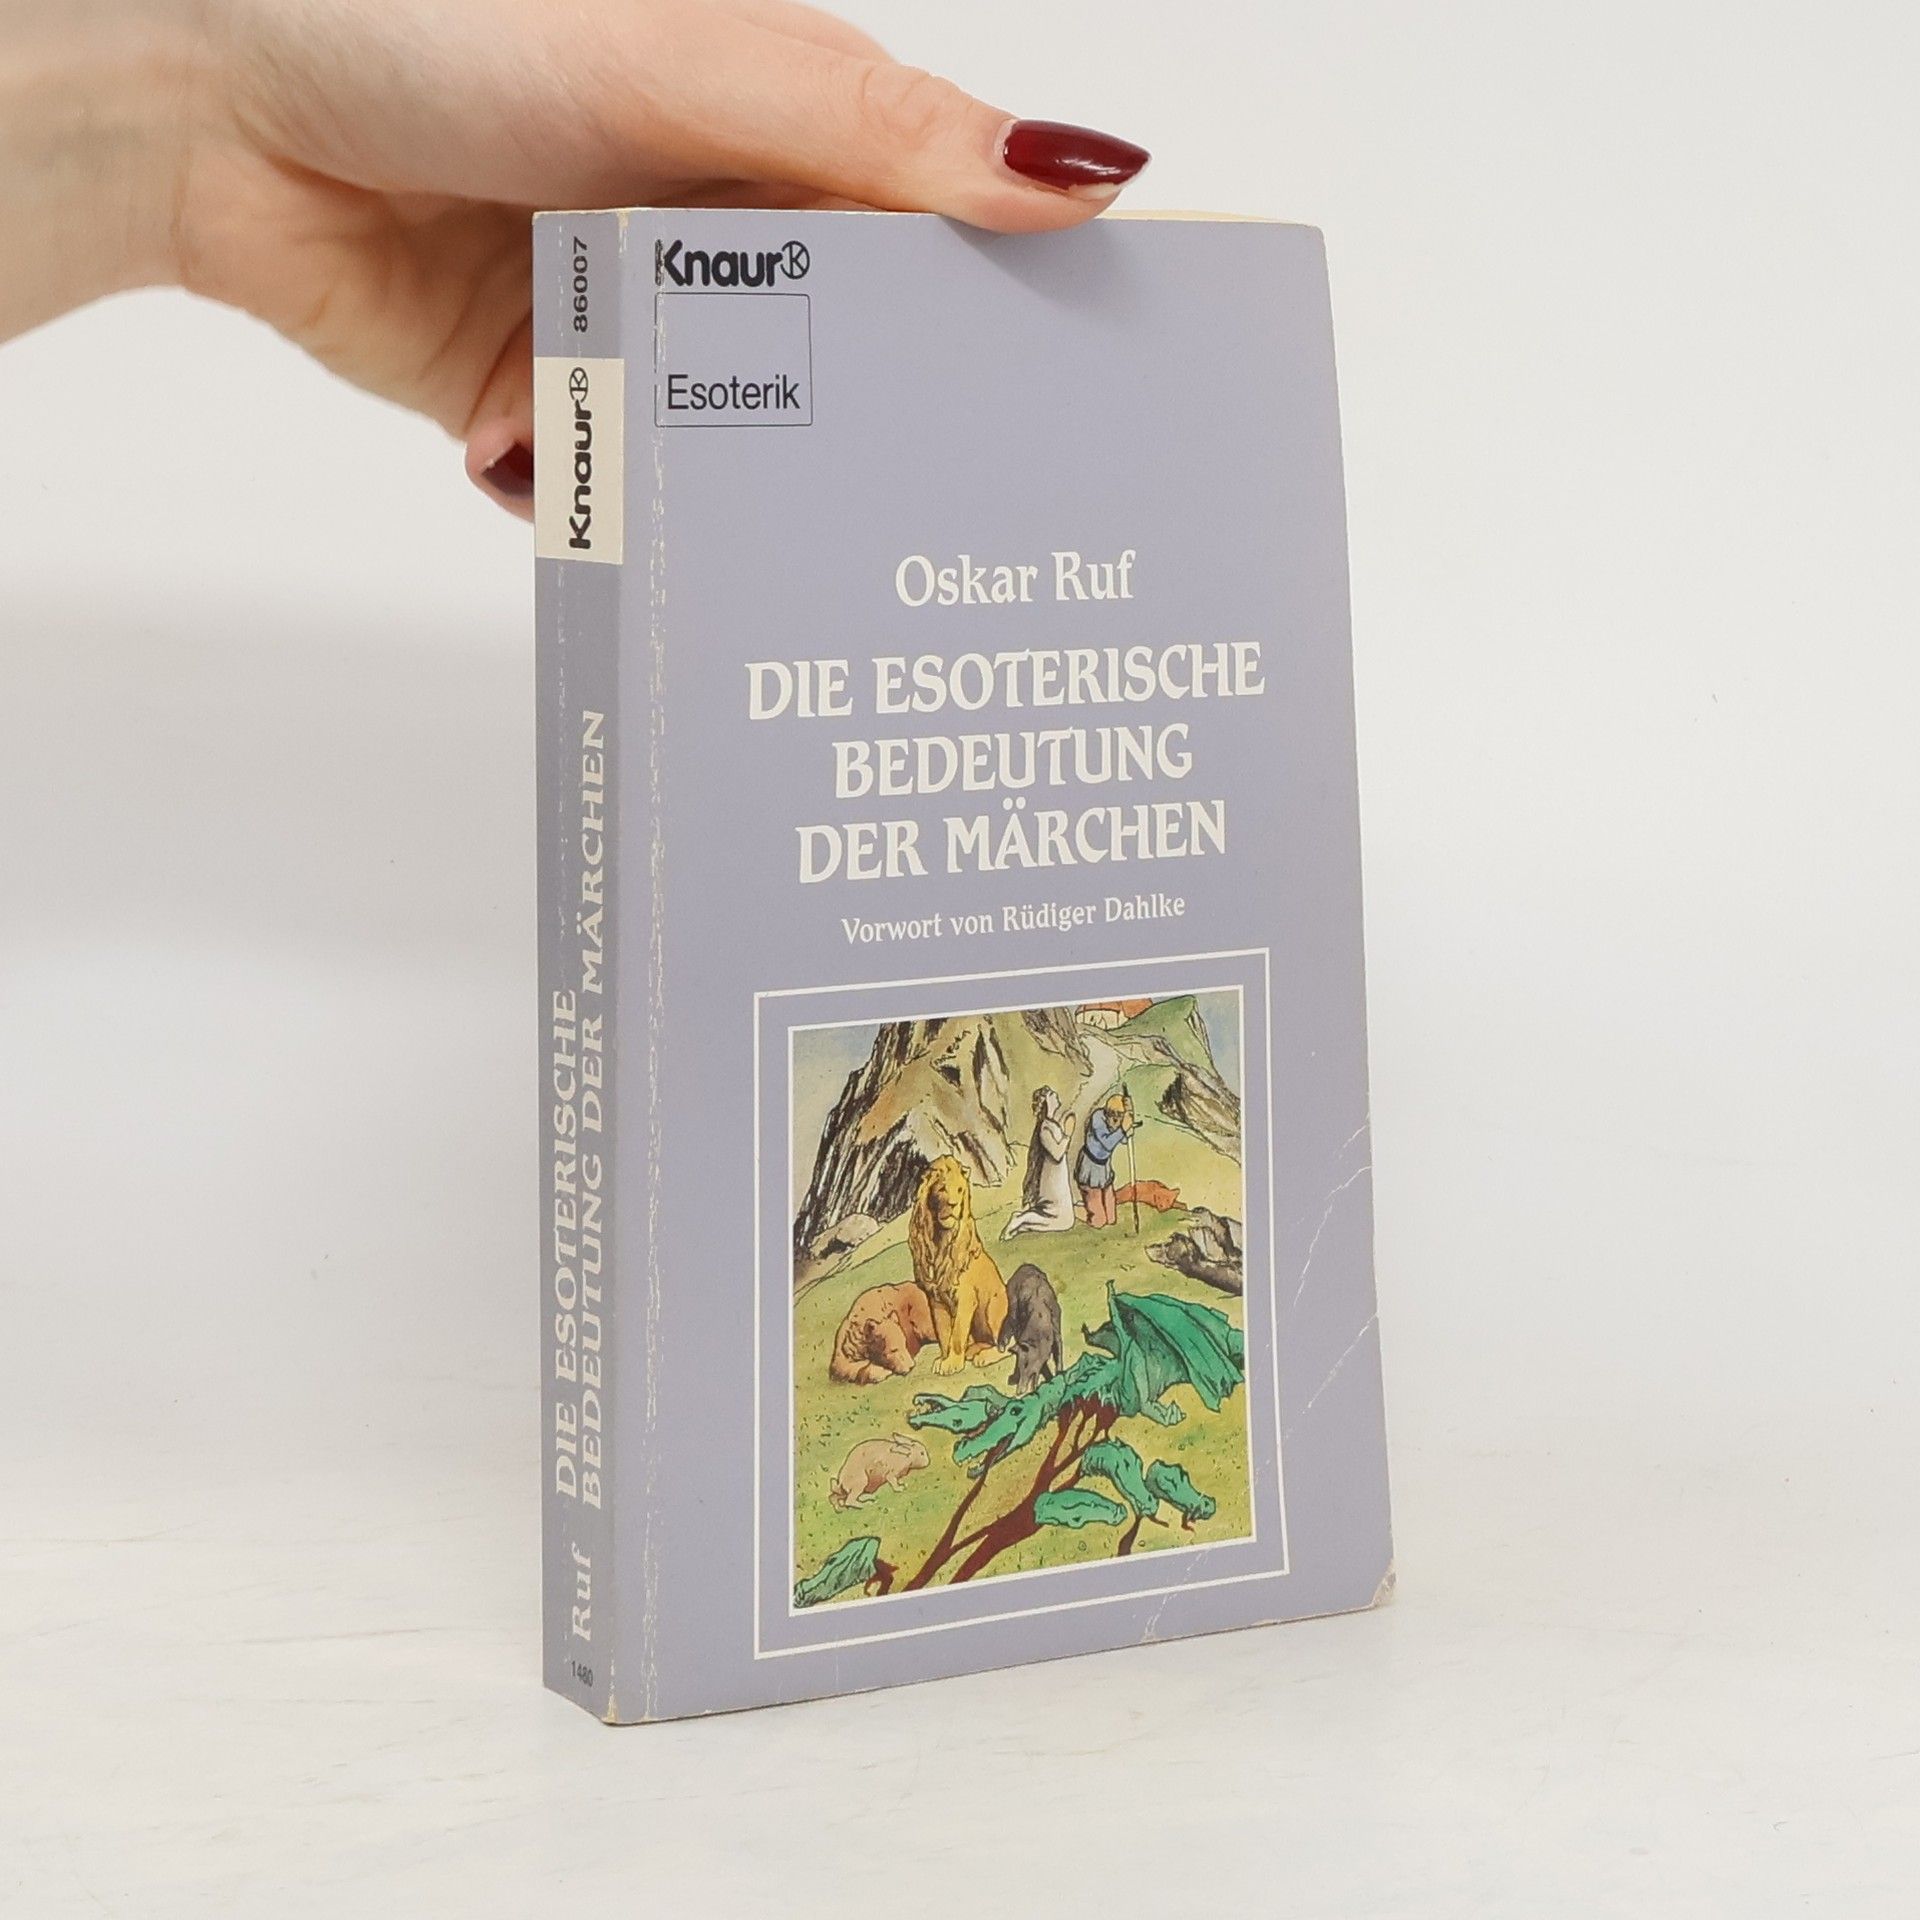 Knaur
Esoterik
Oskar Ruf
DIE ESOTERISCHE
BEDEUTUNG
DER MÄRCHEN
Vorwort von Rüdiger Dahlke
86007
Knaur
DIE ESOTERISCHE
BEDEUTUNG DER MÄRCHEN
Ruf
1480